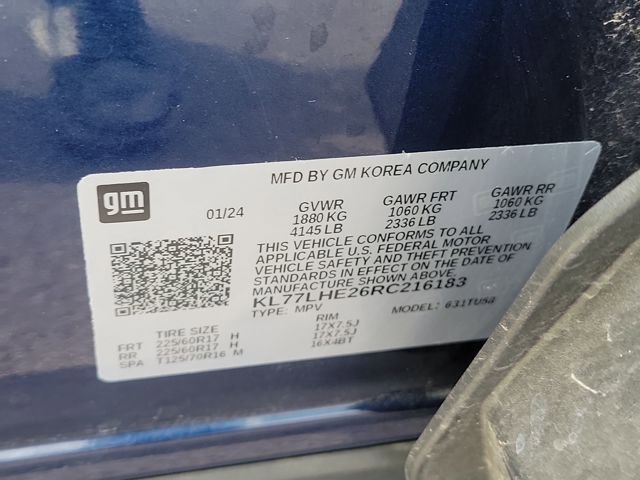 MFD BY GM KOREA COMPANY
gm
01/24
GVWR GAWR FRT GAWR RR
1880 KG 1060 KG 1060 KG
4145 LB 2336 LB 2336 LB
THIS VEHICLE CONFORMS TO ALL
APPLICABLE U.S. FEDERAL MOTOR
VEHICLE SAFETY AND THEFT PREVENTION
STANDARDS IN EFFECT ON THE DATE OF
MANUFACTURE SHOWN ABOVE.
KL77LHE26RC216183
TYPE: MPV MODEL: 631TU58
TIRE SIZE RIM
FRT 225/60R17 H 17X7.5J
RR 225/60R17 H 17X7.5J
SPA T125/70R16 M 16X4BT